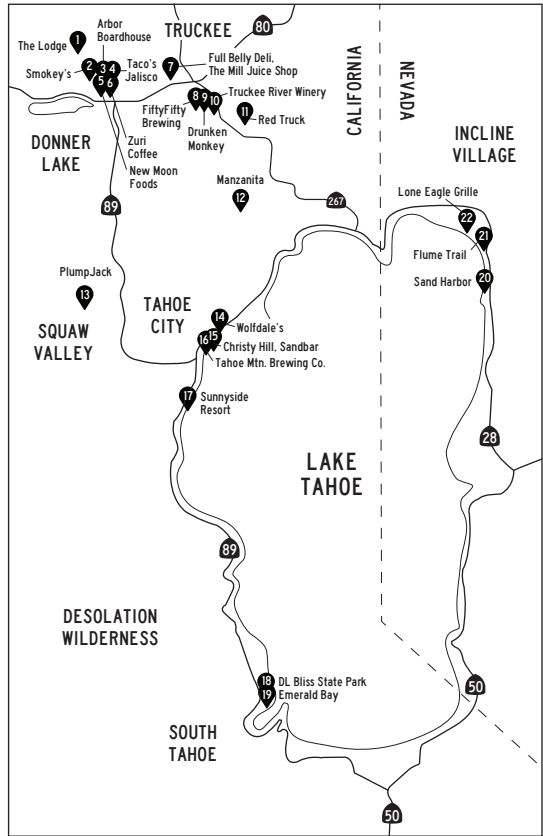 TRUCKEE
80
1
The Lodge
Arbor
Boardhouse
2
Smokey's
3
4
Taco's
Jalisco
5
6
7
Full Belly Deli,
The Mill Juice Shop
8
9
10
Truckee River Winery
FiftyFifty
Brewing
Drunken
Monkey
11
Red Truck
Zuri
Coffee
New Moon
Foods
DONNER
LAKE
CALIFORNIA
NEVADA
INCLINE
VILLAGE
Manzanita
12
89
267
Lone Eagle Grille
22
21
Flume Trail
20
Sand Harbor
PlumpJack
13
SQUAW
VALLEY
TAHOE
CITY
14
Wolfdale's
15
Christy Hill, Sandbar
16
Tahoe Mtn. Brewing Co.
17
Sunnyside
Resort
28
LAKE
TAHOE
89
DESOLATION
WILDERNESS
18
DL Bliss State Park
19
Emerald Bay
50
SOUTH
TAHOE
50